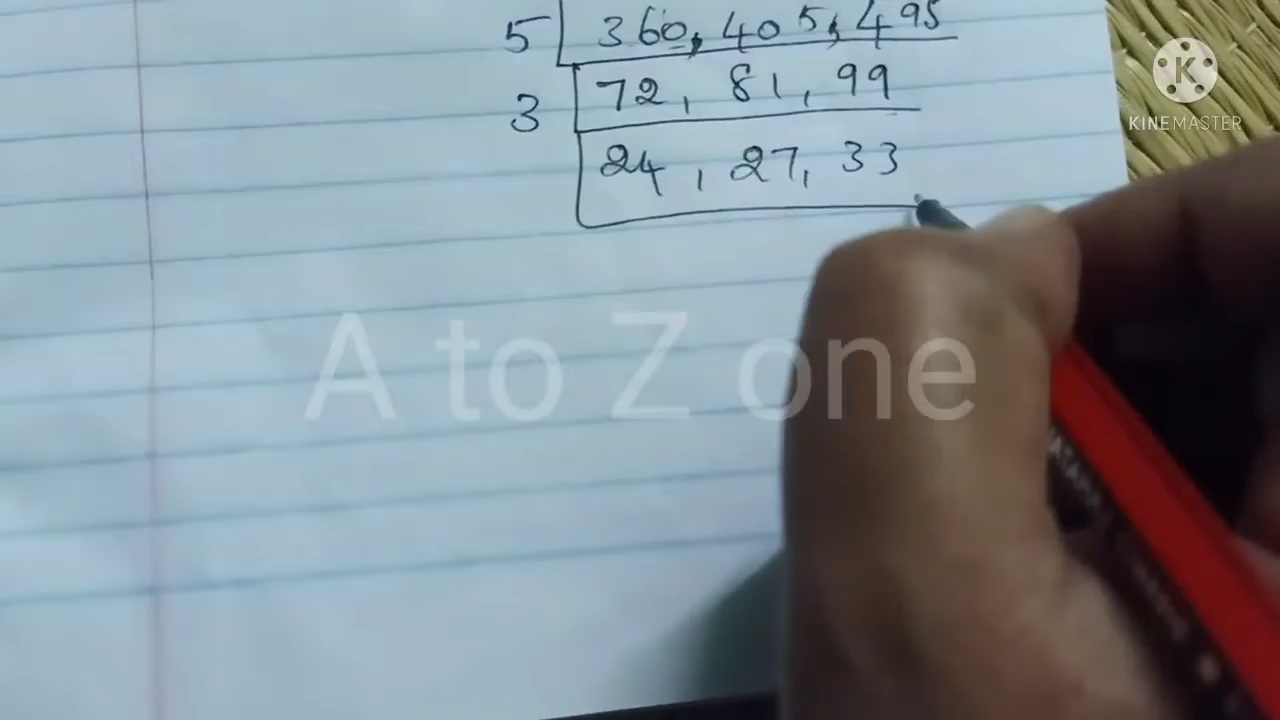 5 360, 405, 495
3 72, 81, 99
24, 27, 33
K
KINEMASTER
A to Z one